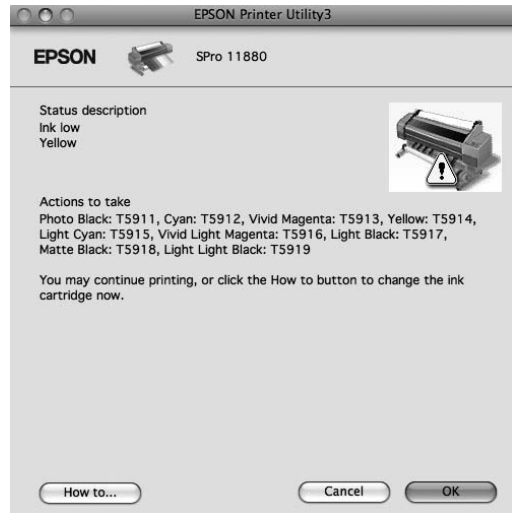 EPSON Printer Utility3
EPSON
SPro 11880
Status description
Ink low
Yellow
Actions to take
Photo Black: T5911, Cyan: T5912, Vivid Magenta: T5913, Yellow: T5914,
Light Cyan: T5915, Vivid Light Magenta: T5916, Light Black: T5917,
Matte Black: T5918, Light Light Black: T5919
You may continue printing, or click the How to button to change the ink
cartridge now.
How to...
Cancel
OK